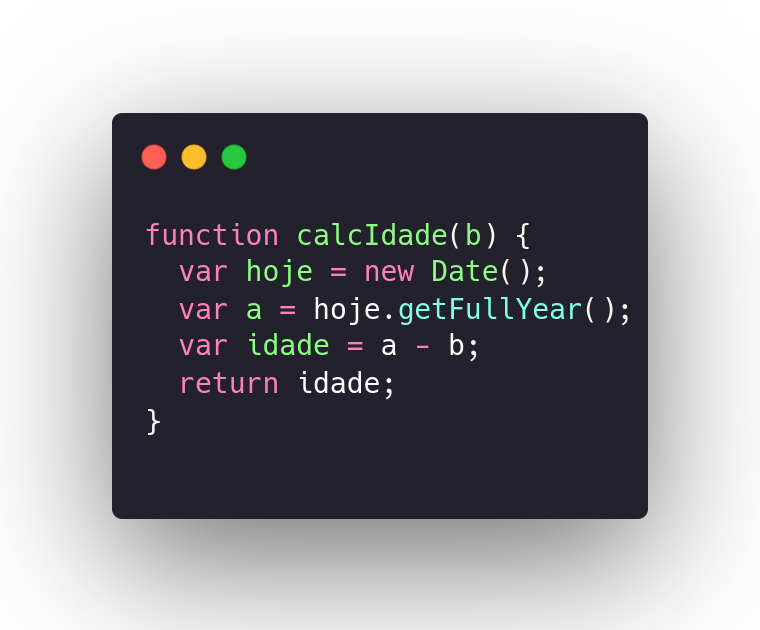 function calcIdade(b) {
  var hoje = new Date();
  var a = hoje.getFullYear();
  var idade = a - b;
  return idade;
}